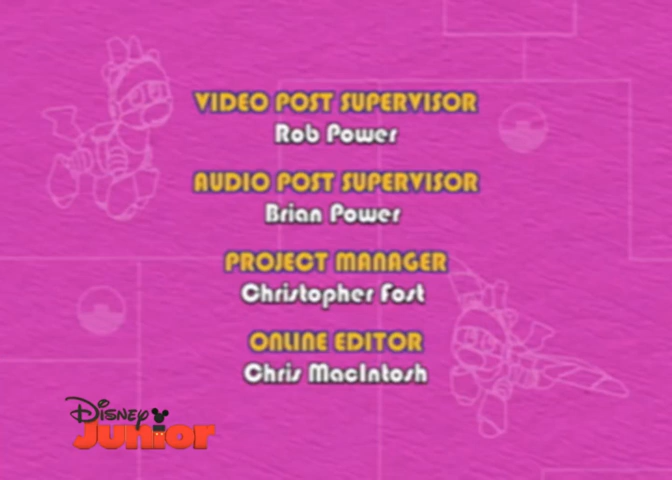 VIDEO POST SUPERVISOR
Rob Power
AUDIO POST SUPERVISOR
Brian Power
PROJECT MANAGER
Christopher Fost
ONLINE EDITOR
Chris MacIntosh
Disney
Junior